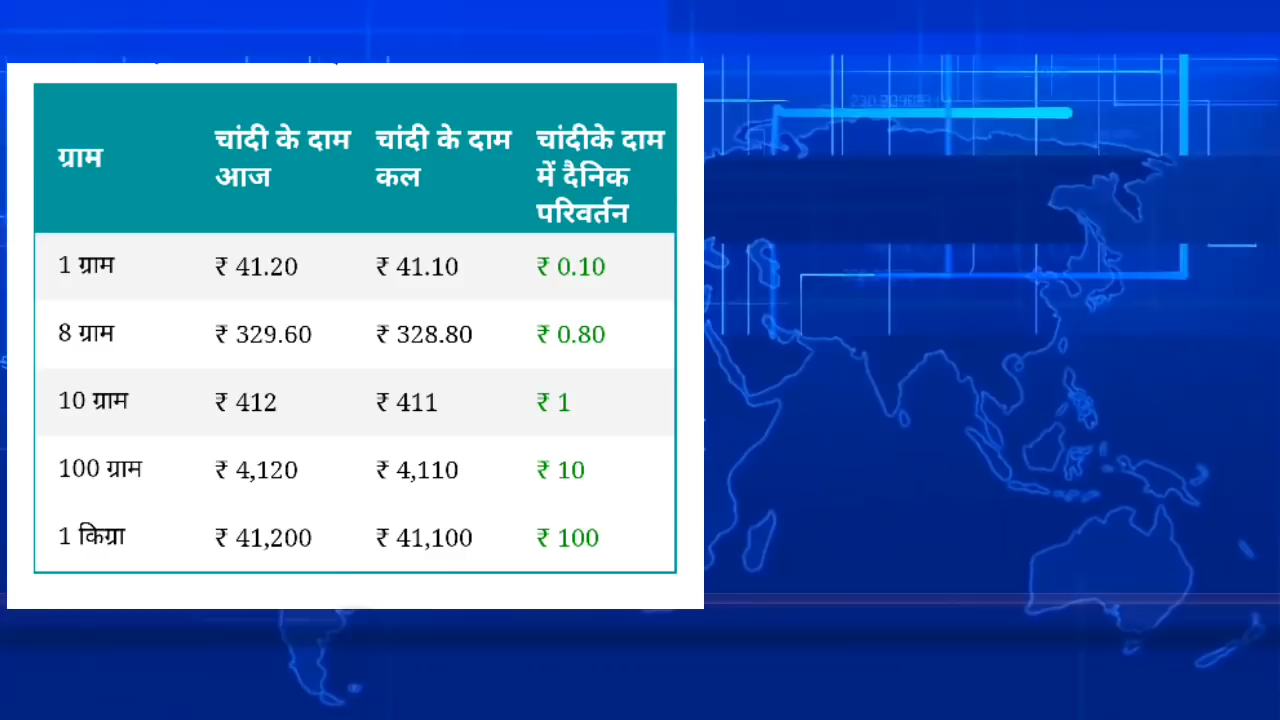 ग्राम चांदी के दाम आज चांदी के दाम कल चांदीके दाम में दैनिक परिवर्तन
1 ग्राम ₹ 41.20 ₹ 41.10 ₹ 0.10
8 ग्राम ₹ 329.60 ₹ 328.80 ₹ 0.80
10 ग्राम ₹ 412 ₹ 411 ₹ 1
100 ग्राम ₹ 4,120 ₹ 4,110 ₹ 10
1 किग्रा ₹ 41,200 ₹ 41,100 ₹ 100